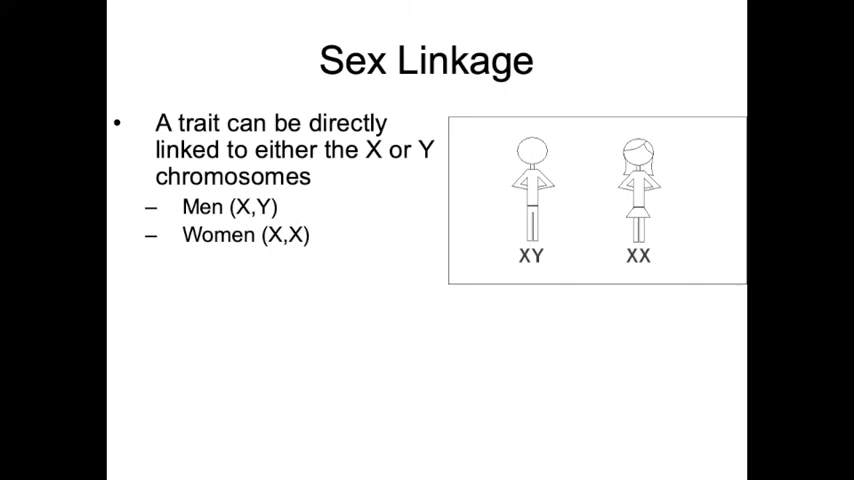 Sex Linkage
• A trait can be directly
linked to either the X or Y
chromosomes
– Men (X,Y)
– Women (X,X)
XY XX